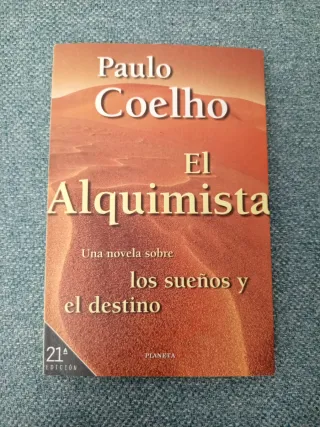 Paulo
Coelho
El
Alquimista
Una novela sobre
los sueños y
el destino
21ª
EDICIÓN
PLANETA